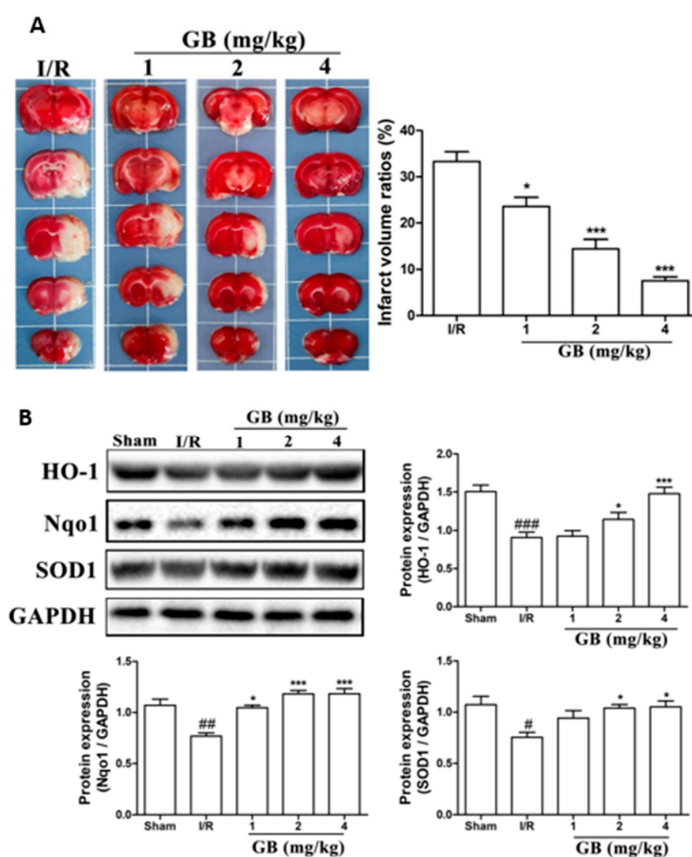 A
GB (mg/kg)
I/R 1 2 4
Infarct volume ratios (%)
40
30
20
10
0
* *** ***
I/R 1 2 4
GB (mg/kg)
B
GB (mg/kg)
Sham I/R 1 2 4
HO-1
Nqo1
SOD1
GAPDH
Protein expression
(HO-1 / GAPDH)
2.0
1.5
1.0
0.5
0.0
### * ***
Sham I/R 1 2 4
GB (mg/kg)
Protein expression
(Nqo1 / GAPDH)
1.5
1.0
0.5
0.0
## * *** ***
Sham I/R 1 2 4
GB (mg/kg)
Protein expression
(SOD1 / GAPDH)
1.5
1.0
0.5
0.0
# * *
Sham I/R 1 2 4
GB (mg/kg)